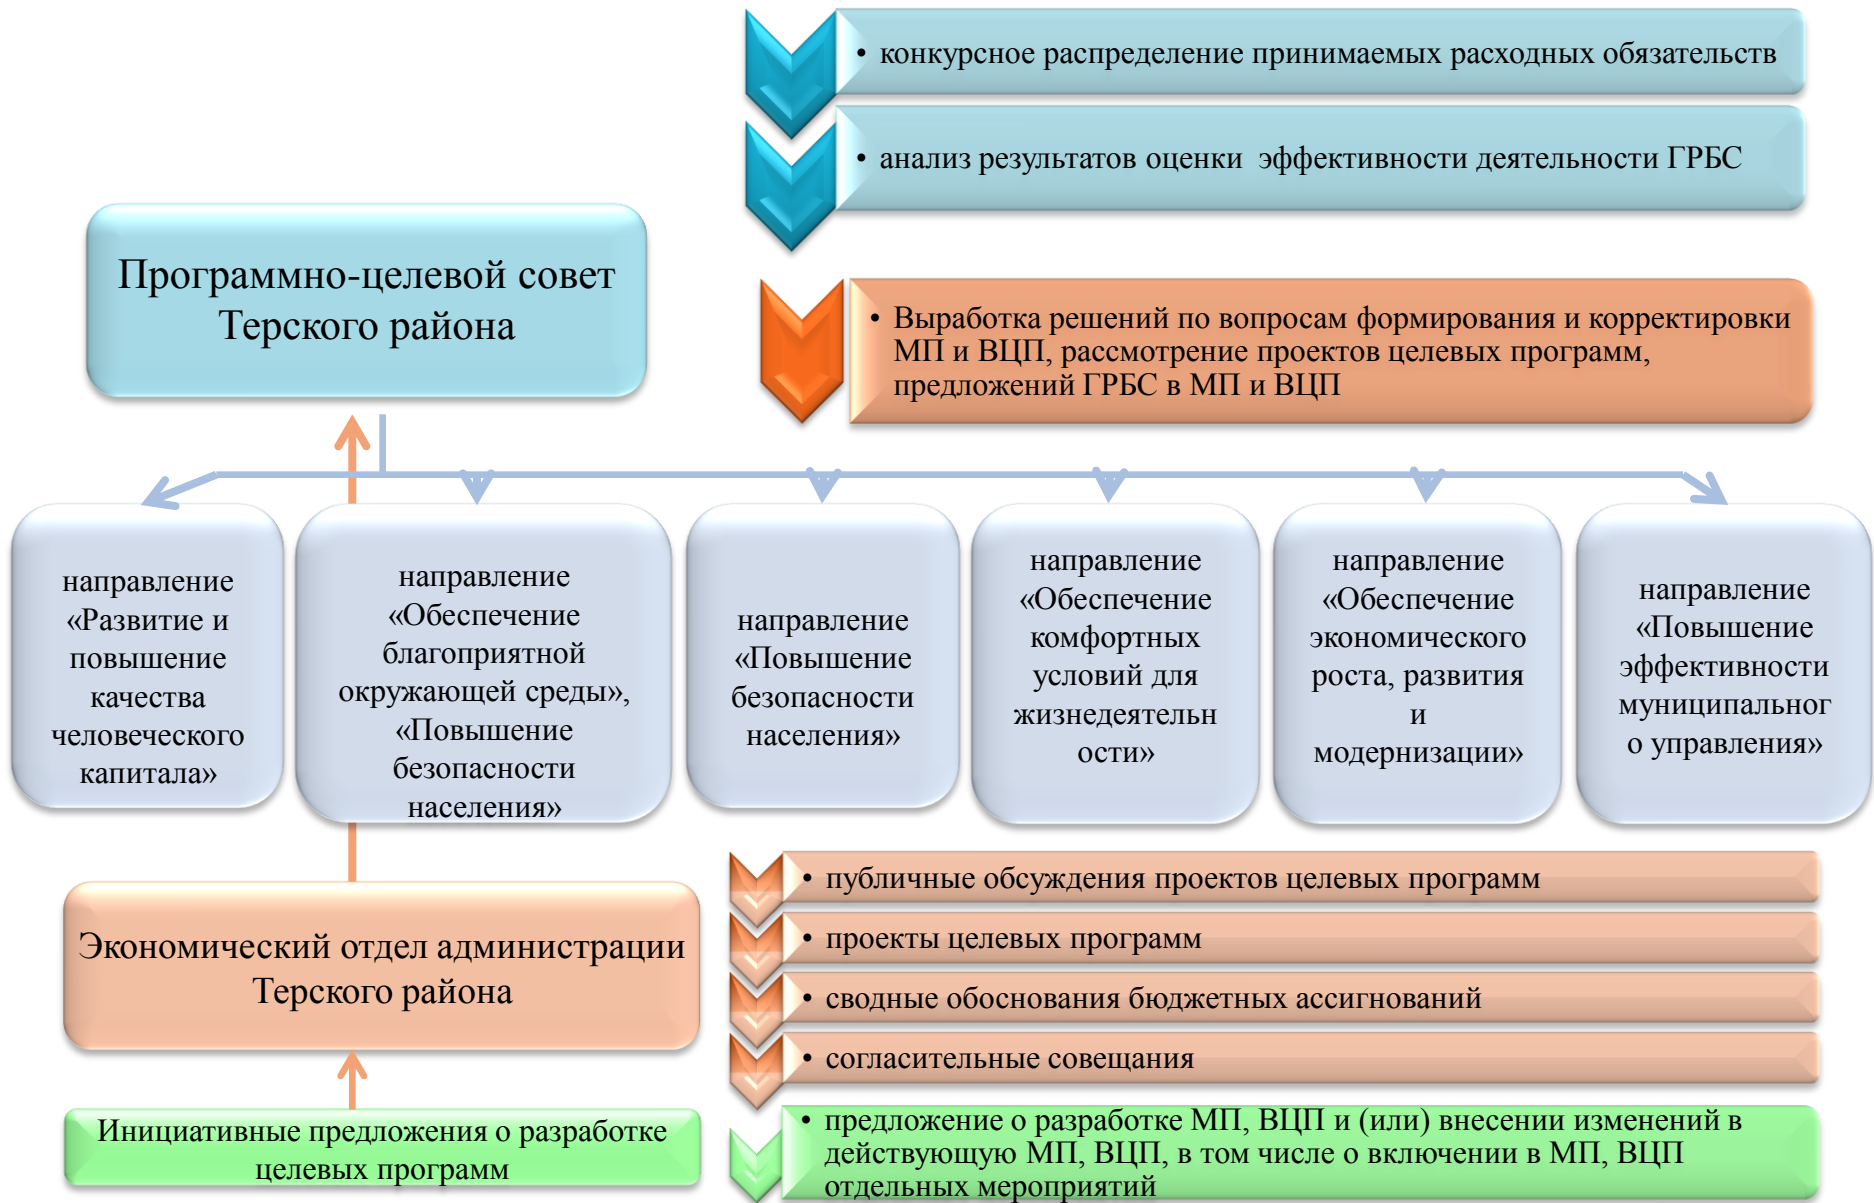 • конкурсное распределение принимаемых расходных обязательств
• анализ результатов оценки эффективности деятельности ГРБС
Программно-целевой совет
Терского района
• Выработка решений по вопросам формирования и корректировки
МП и ВЦП, рассмотрение проектов целевых программ,
предложений ГРБС в МП и ВЦП
направление
«Развитие и
повышение
качества
человеческого
капитала»
направление
«Обеспечение
благоприятной
окружающей среды»,
«Повышение
безопасности
населения»
направление
«Повышение
безопасности
населения»
направление
«Обеспечение
комфортных
условий для
жизнедеятельн
ости»
направление
«Обеспечение
экономического
роста, развития
и
модернизации»
направление
«Повышение
эффективности
муниципальног
о управления»
Экономический отдел администрации
Терского района
• публичные обсуждения проектов целевых программ
• проекты целевых программ
• сводные обоснования бюджетных ассигнований
• согласительные совещания
Инициативные предложения о разработке
целевых программ
• предложение о разработке МП, ВЦП и (или) внесении изменений в
действующую МП, ВЦП, в том числе о включении в МП, ВЦП
отдельных мероприятий